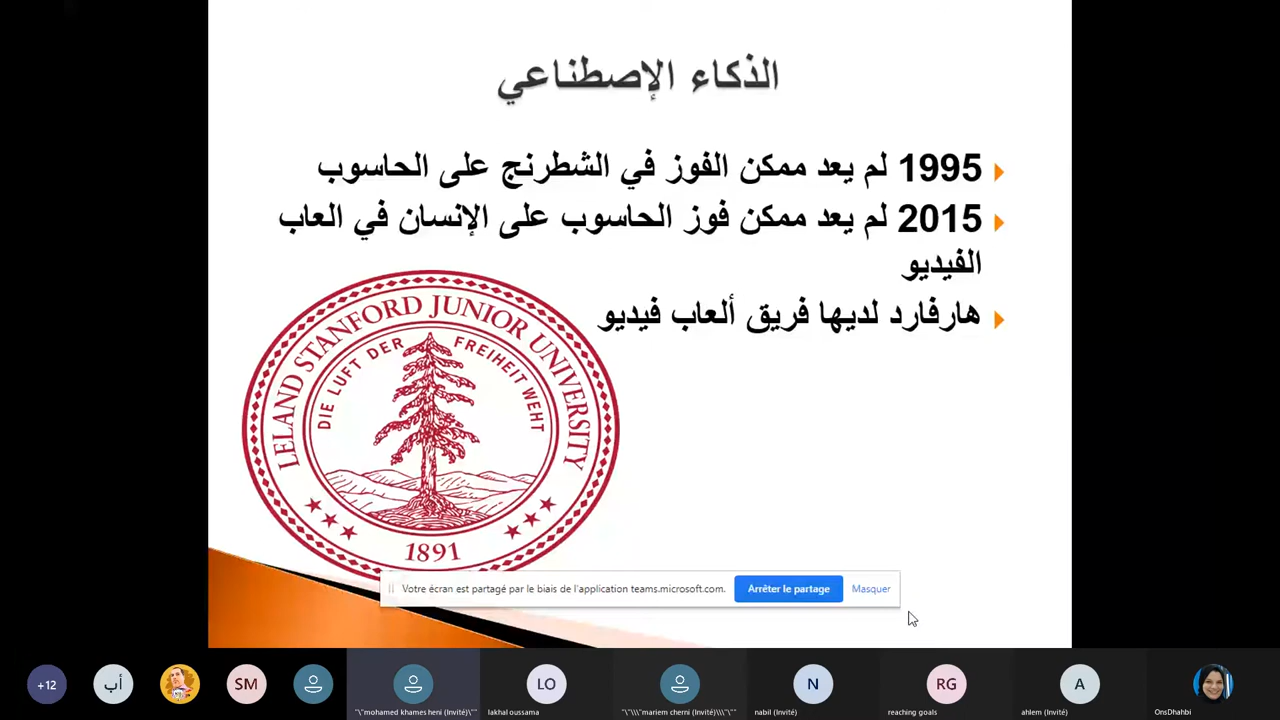 الذكاء الإصطناعي
1995 لم يعد ممكن الفوز في الشطرنج على الحاسوب
2015 لم يعد ممكن فوز الحاسوب على الإنسان في العاب
الفيديو
هارفارد لديها فريق ألعاب فيديو
LELAND STANFORD JUNIOR UNIVERSITY
DIE LUFT DER FREIHEIT WEHT
1891
Votre écran est partagé par le biais de l'application teams.microsoft.com. Arrêter le partage Masquer
+12 أب SM LO N RG A
"\"mohamed khames heni (Invité)\"" lakhal oussama "\"\\\"mariem cherni (Invité)\\\"\"" nabil (Invité) reaching goals ahlem (Invité) OnsDhahbi